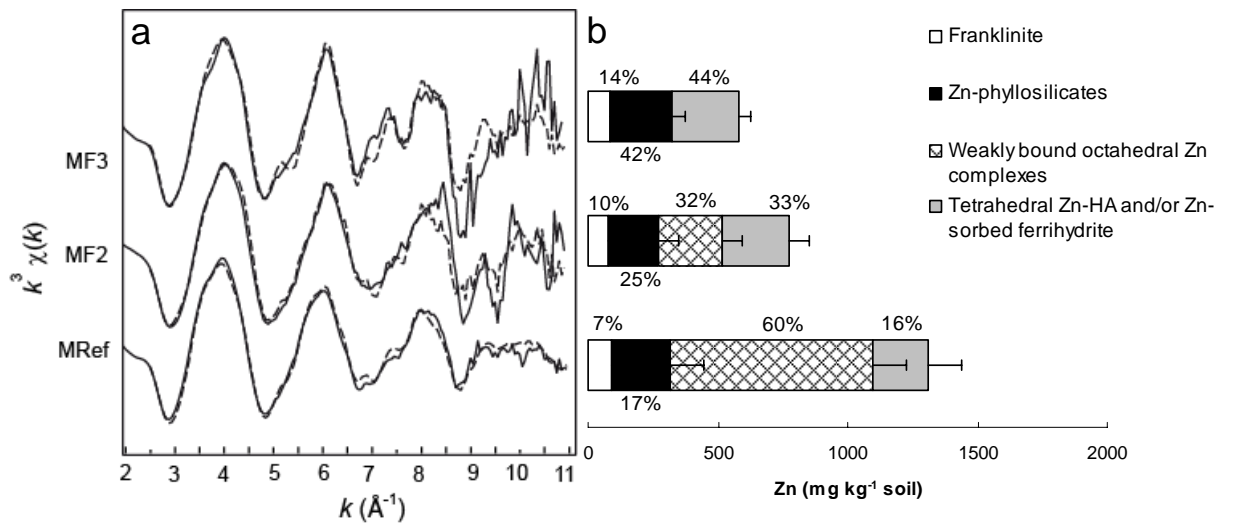 a
MF3
MF2
MRef
k³ χ(k)
2 3 4 5 6 7 8 9 10 11
k (Å⁻¹)
b
14% 44%
42%
10% 32% 33%
25%
7% 60% 16%
17%
0 500 1000 1500 2000
Zn (mg kg⁻¹ soil)
Franklinite
Zn-phyllosilicates
Weakly bound octahedral Zn
complexes
Tetrahedral Zn-HA and/or Zn-
sorbed ferrihydrite